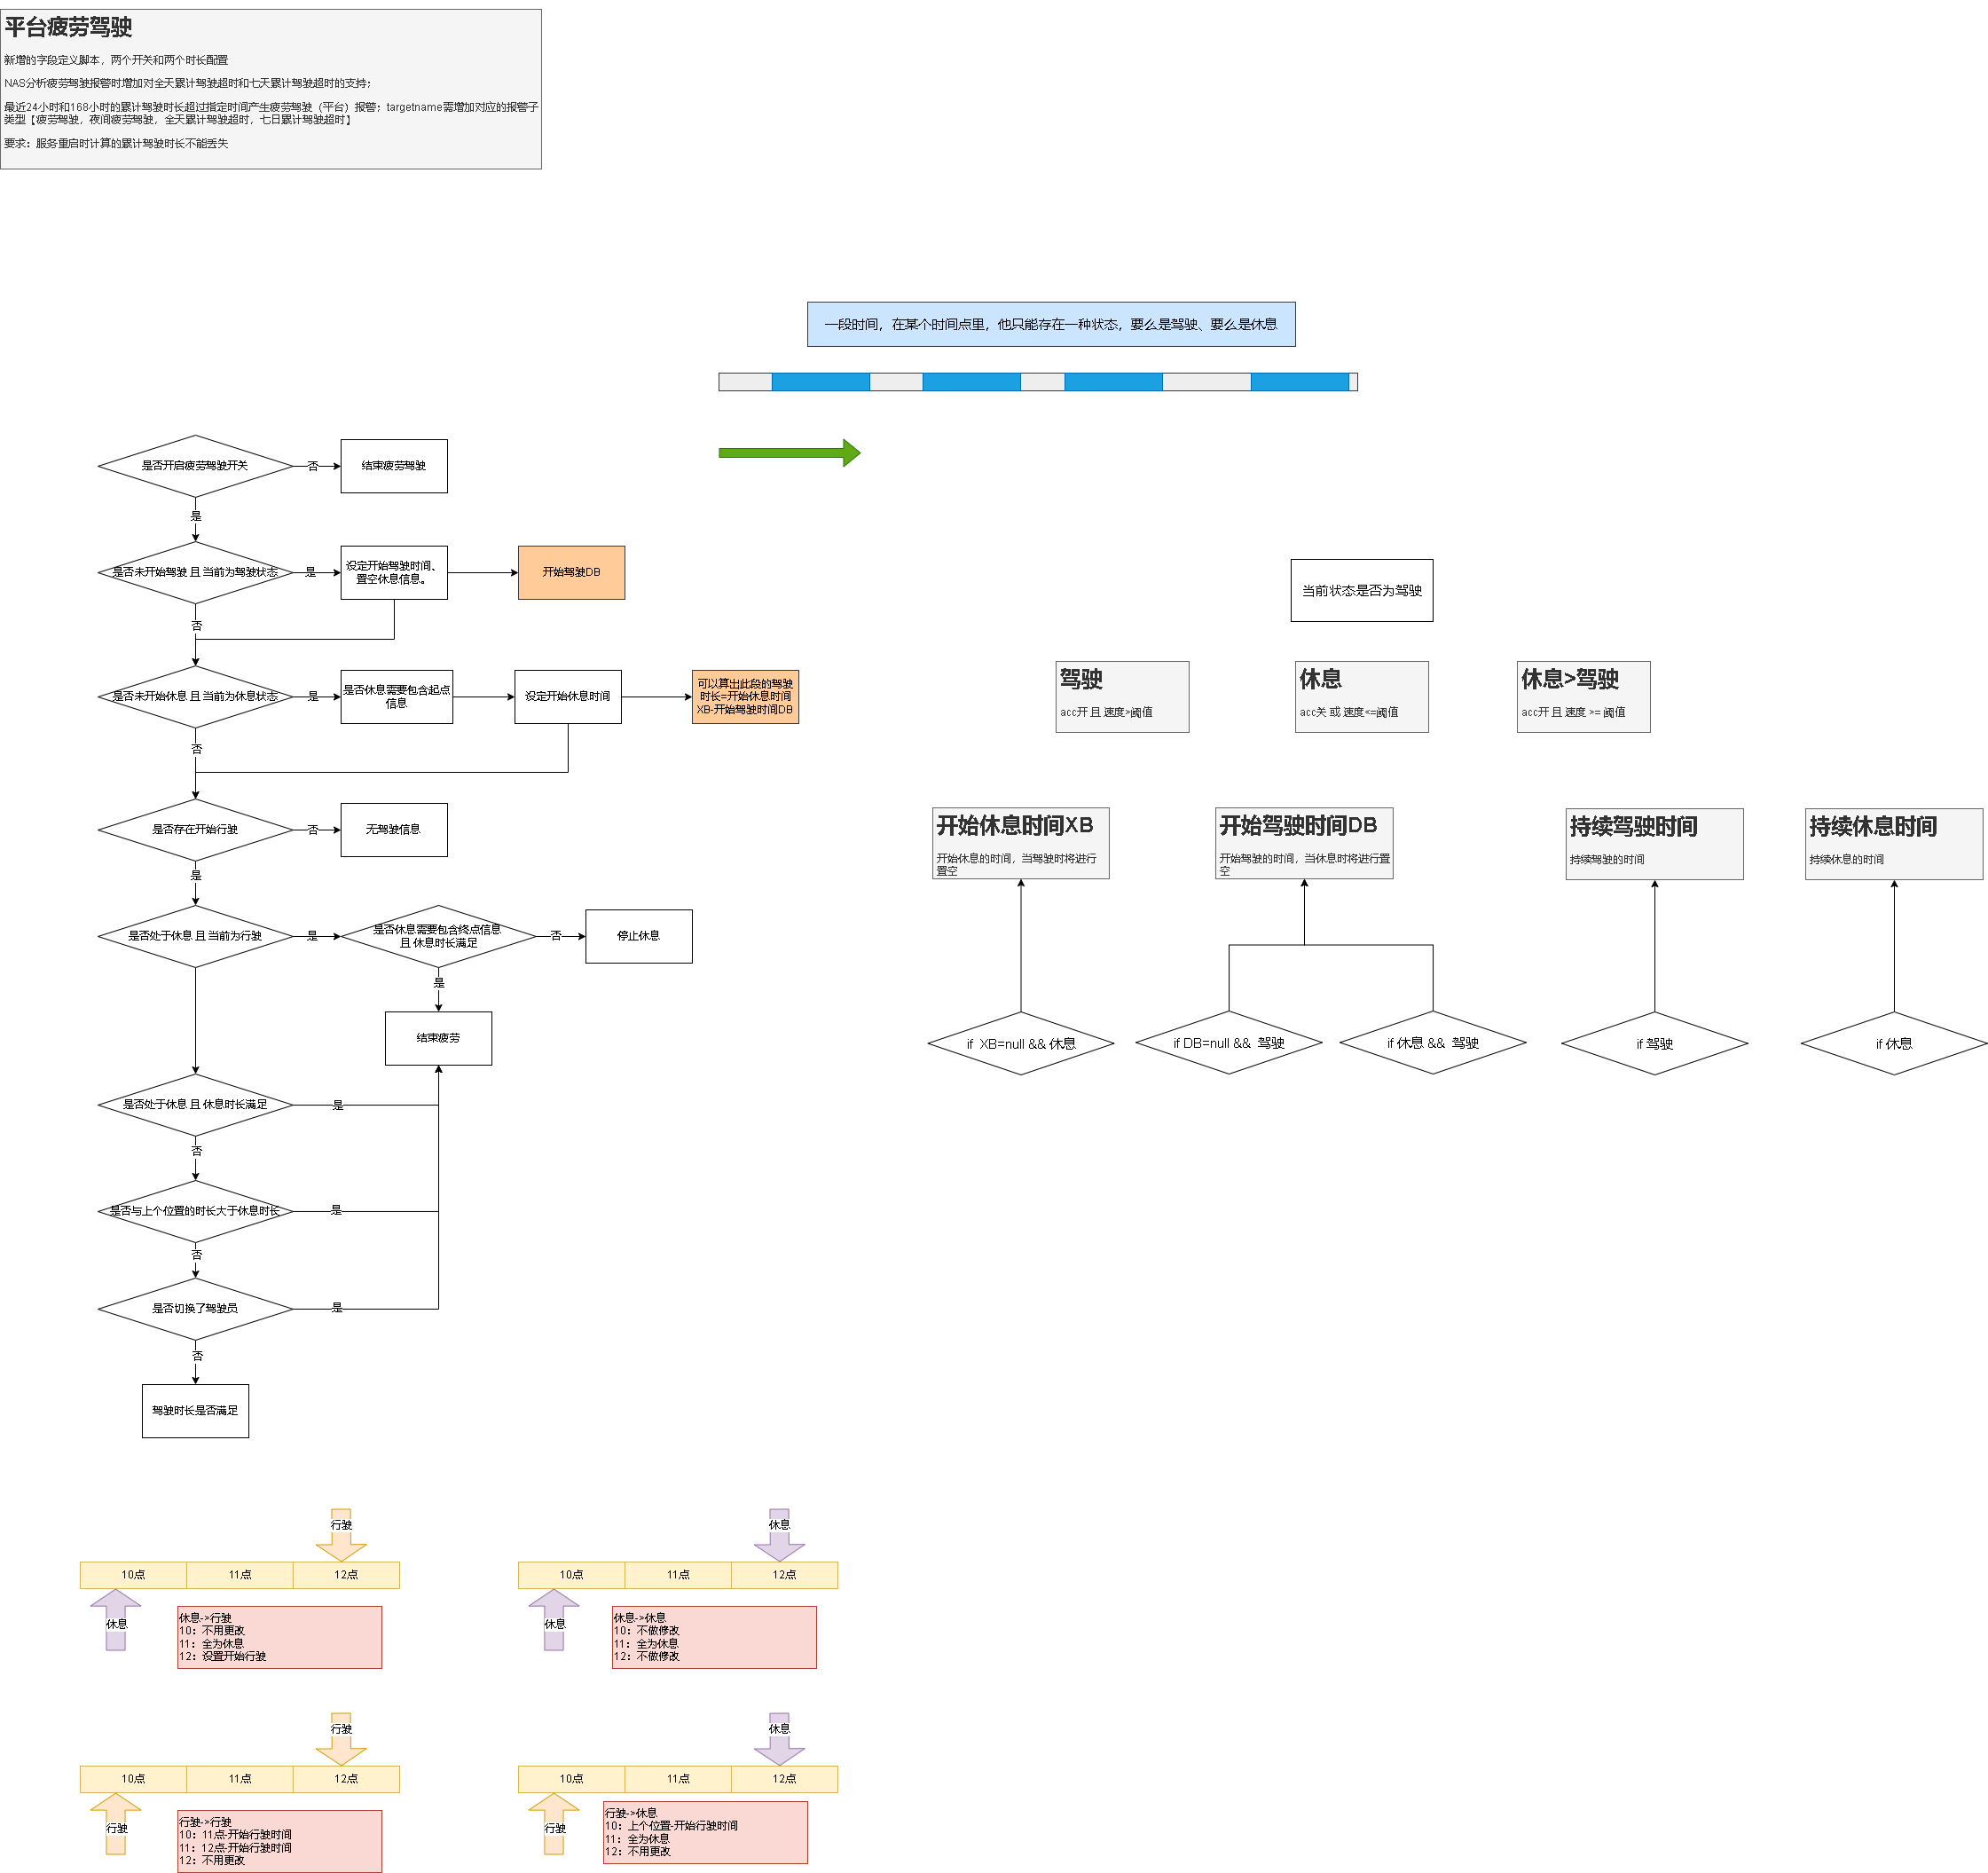 平台疲劳驾驶
新增的字段定义脚本，两个开关和两个时长配置
NAS分析疲劳驾驶报警时增加对全天累计驾驶超时和七天累计驾驶超时的支持；
最近24小时和168小时的累计驾驶时长超过指定时间产生疲劳驾驶（平台）报警；targetname需增加对应的报警子
类型【疲劳驾驶，夜间疲劳驾驶，全天累计驾驶超时，七日累计驾驶超时】
要求：服务重启时计算的累计驾驶时长不能丢失
一段时间，在某个时间点里，他只能存在一种状态，要么是驾驶、要么是休息
是否开启疲劳驾驶开关
否
结束疲劳驾驶
是
是否未开始驾驶 且 当前为驾驶状态
是
设定开始驾驶时间、
置空休息信息。
开始驾驶DB
否
是否未开始休息 且 当前为休息状态
是
是否休息需要包含起点
信息
设定开始休息时间
可以算出此段的驾驶
时长=开始休息时间
XB-开始驾驶时间DB
否
是否存在开始行驶
否
无驾驶信息
是
是否处于休息 且 当前为行驶
是
是否休息需要包含终点信息
且 休息时长满足
否
停止休息
是
结束疲劳
是否处于休息 且 休息时长满足
是
否
是否与上个位置的时长大于休息时长
是
否
是否切换了驾驶员
是
否
驾驶时长是否满足
当前状态是否为驾驶
驾驶
acc开 且 速度>阈值
休息
acc关 或 速度<=阈值
休息>驾驶
acc开 且 速度 >= 阈值
开始休息时间XB
开始休息的时间，当驾驶时将进行
置空
开始驾驶时间DB
开始驾驶的时间，当休息时将进行置
空
持续驾驶时间
持续驾驶的时间
持续休息时间
持续休息的时间
if XB=null && 休息
if DB=null && 驾驶
if 休息 && 驾驶
if 驾驶
if 休息
行驶
10点
11点
12点
休息
休息->行驶
10：不用更改
11：全为休息
12：设置开始行驶
休息
10点
11点
12点
休息
休息->休息
10：不做修改
11：全为休息
12：不做修改
行驶
10点
11点
12点
行驶
行驶->行驶
10：11点-开始行驶时间
11：12点-开始行驶时间
12：不用更改
休息
10点
11点
12点
行驶
行驶->休息
10：上个位置-开始行驶时间
11：全为休息
12：不用更改